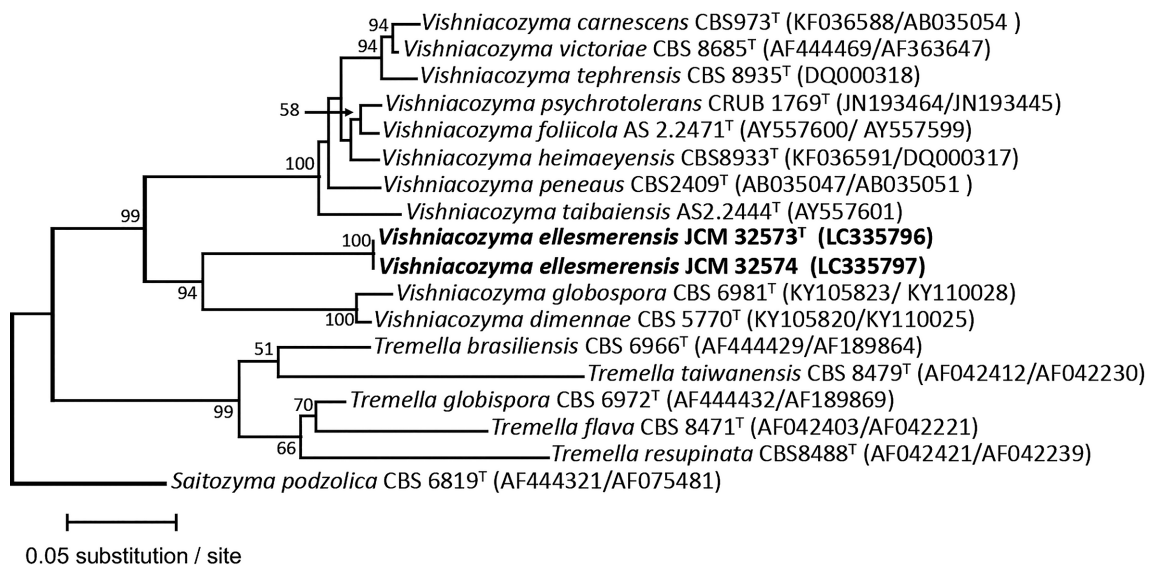 94 Vishniacozyma carnescens CBS973ᵀ (KF036588/AB035054 )
94 Vishniacozyma victoriae CBS 8685ᵀ (AF444469/AF363647)
Vishniacozyma tephrensis CBS 8935ᵀ (DQ000318)
58 Vishniacozyma psychrotolerans CRUB 1769ᵀ (JN193464/JN193445)
Vishniacozyma foliicola AS 2.2471ᵀ (AY557600/ AY557599)
100 Vishniacozyma heimaeyensis CBS8933ᵀ (KF036591/DQ000317)
Vishniacozyma peneaus CBS2409ᵀ (AB035047/AB035051 )
99 Vishniacozyma taibaiensis AS2.2444ᵀ (AY557601)
100 Vishniacozyma ellesmerensis JCM 32573ᵀ (LC335796)
Vishniacozyma ellesmerensis JCM 32574 (LC335797)
94 Vishniacozyma globospora CBS 6981ᵀ (KY105823/ KY110028)
100 Vishniacozyma dimennae CBS 5770ᵀ (KY105820/KY110025)
51 Tremella brasiliensis CBS 6966ᵀ (AF444429/AF189864)
Tremella taiwanensis CBS 8479ᵀ (AF042412/AF042230)
99 70 Tremella globispora CBS 6972ᵀ (AF444432/AF189869)
Tremella flava CBS 8471ᵀ (AF042403/AF042221)
66 Tremella resupinata CBS8488ᵀ (AF042421/AF042239)
Saitozyma podzolica CBS 6819ᵀ (AF444321/AF075481)
0.05 substitution / site